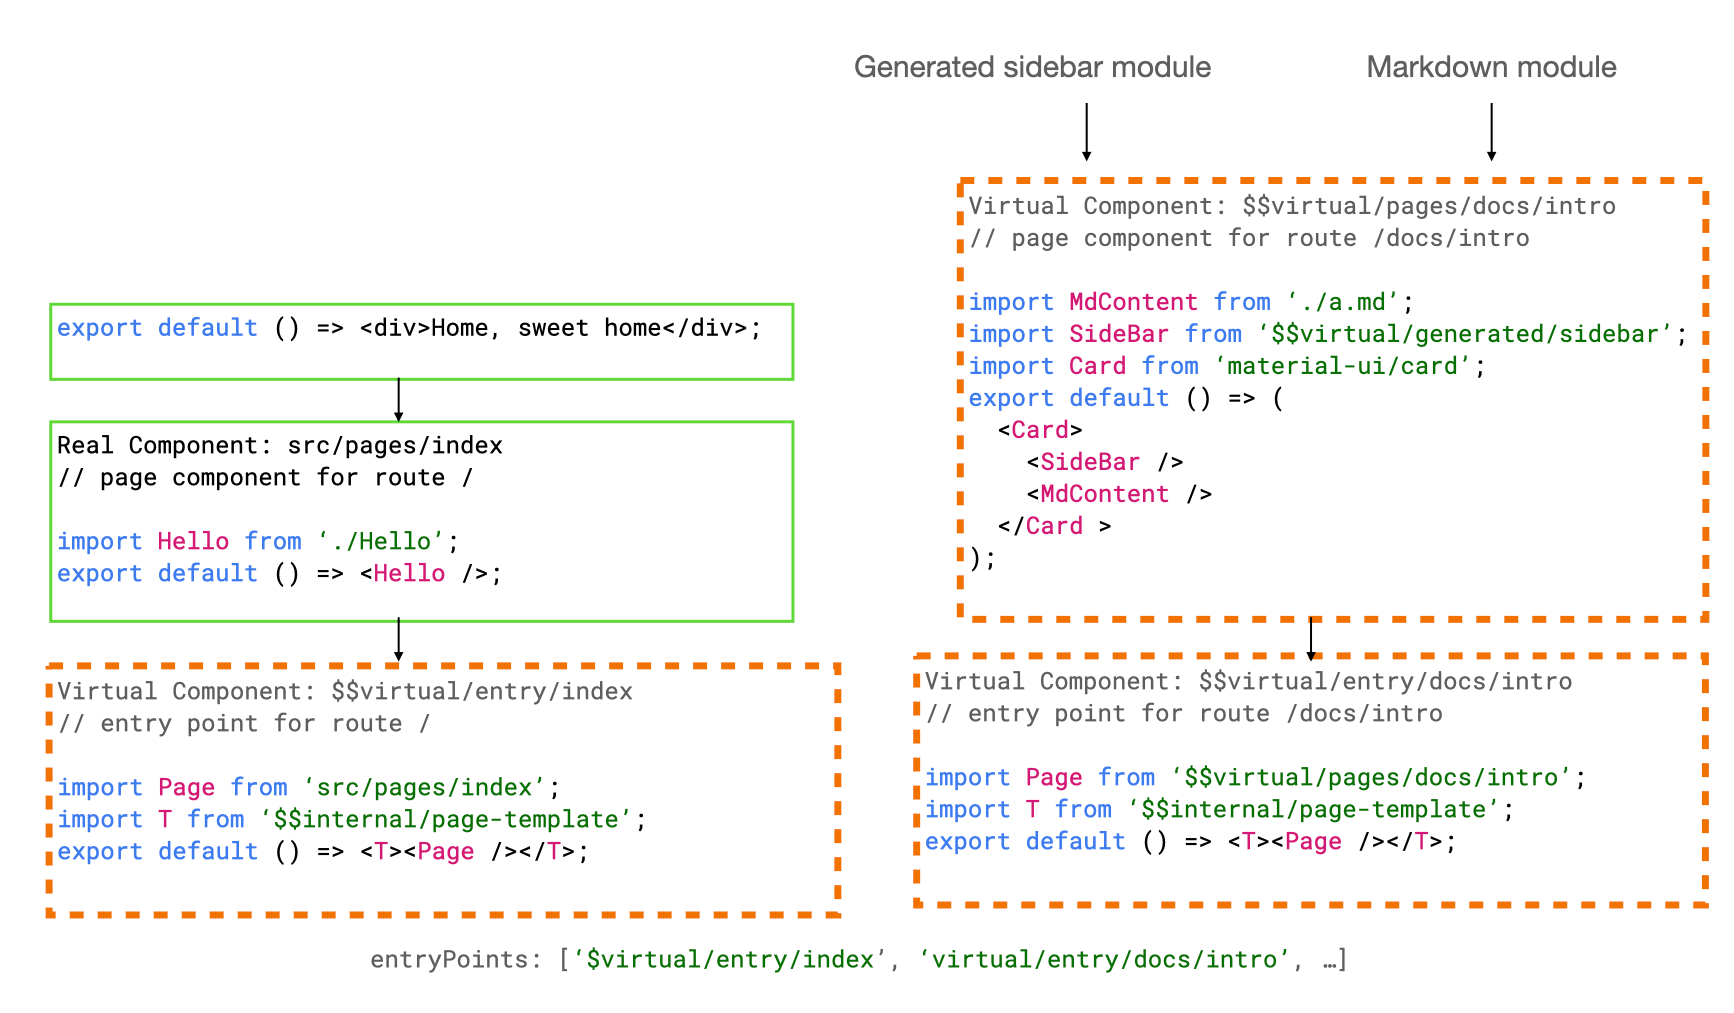 Generated sidebar module
Markdown module
export default () => <div>Home, sweet home</div>;
Real Component: src/pages/index
// page component for route /
import Hello from ‘./Hello’;
export default () => <Hello />;
Virtual Component: $$virtual/entry/index
// entry point for route /
import Page from ‘src/pages/index’;
import T from ‘$$internal/page-template’;
export default () => <T><Page /></T>;
Virtual Component: $$virtual/pages/docs/intro
// page component for route /docs/intro
import MdContent from ‘./a.md’;
import SideBar from ‘$$virtual/generated/sidebar’;
import Card from ‘material-ui/card’;
export default () => (
<Card>
<SideBar />
<MdContent />
</Card >
);
Virtual Component: $$virtual/entry/docs/intro
// entry point for route /docs/intro
import Page from ‘$$virtual/pages/docs/intro’;
import T from ‘$$internal/page-template’;
export default () => <T><Page /></T>;
entryPoints: [‘$virtual/entry/index’, ‘virtual/entry/docs/intro’, …]